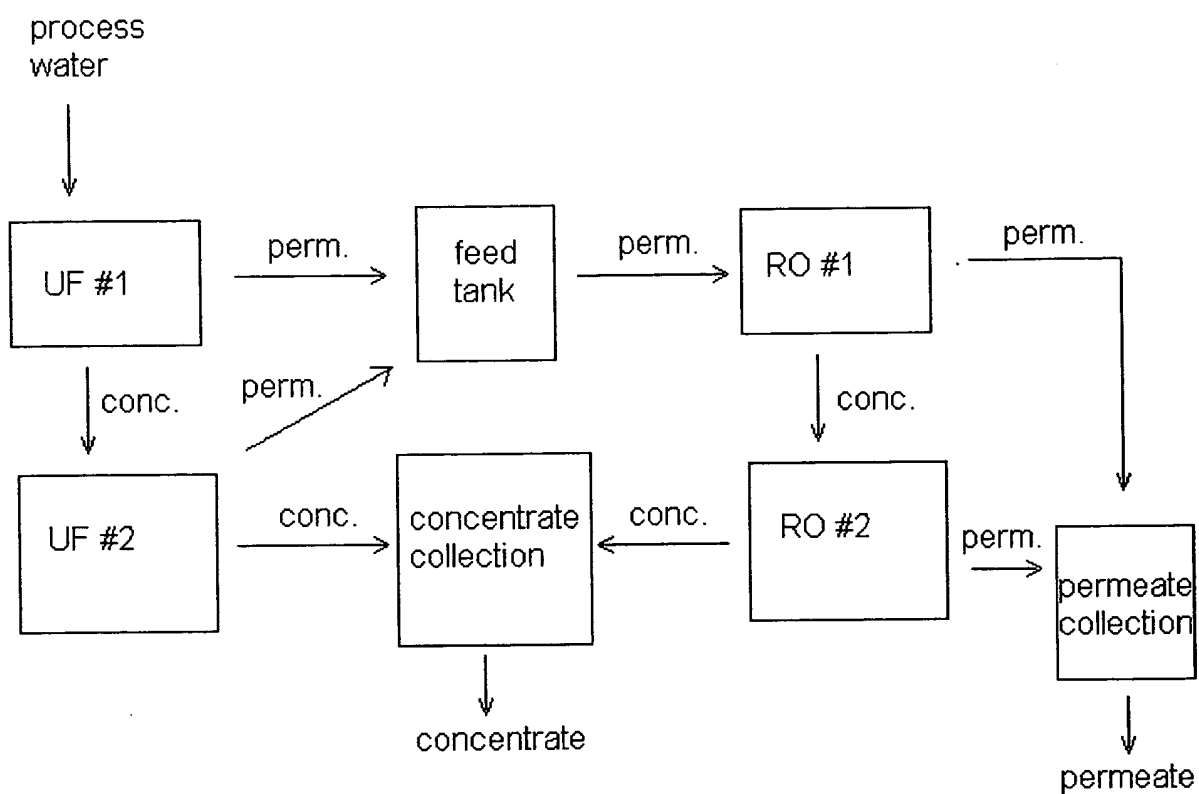 process
water
perm.
perm.
perm.
UF #1
feed
tank
RO #1
conc.
perm.
conc.
UF #2
conc.
concentrate
collection
conc.
RO #2
perm.
permeate
collection
concentrate
permeate